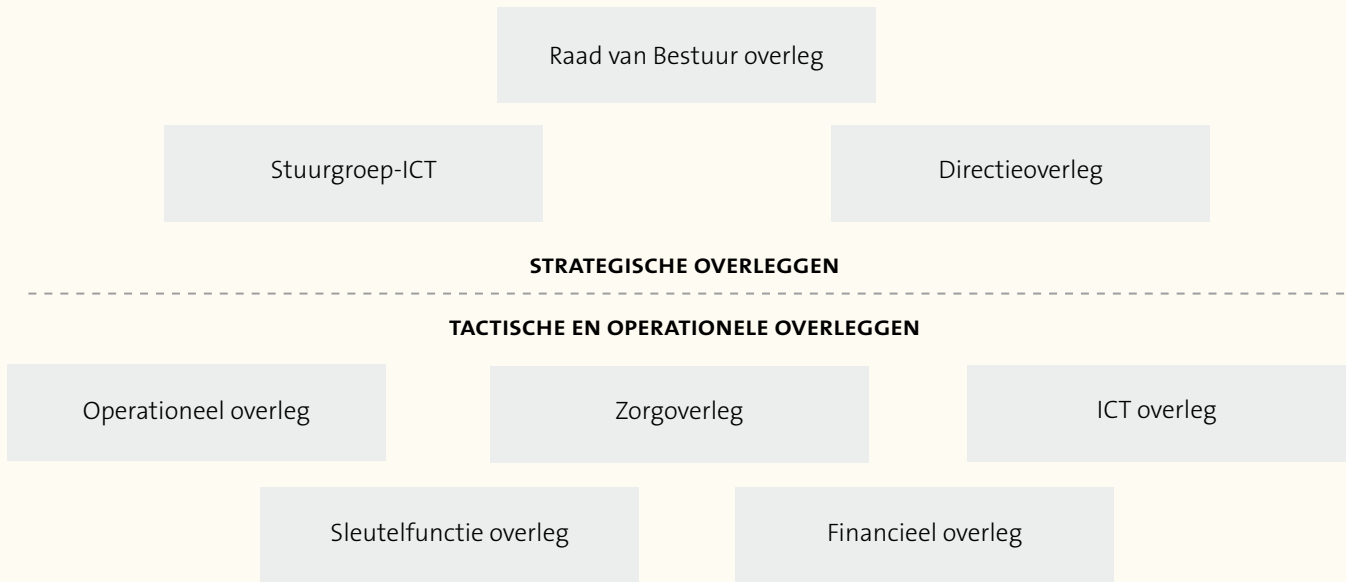 Raad van Bestuur overleg
Stuurgroep-ICT
Directieoverleg
STRATEGISCHE OVERLEGGEN
TACTISCHE EN OPERATIONELE OVERLEGGEN
Operationeel overleg
Zorgoverleg
ICT overleg
Sleutelfunctie overleg
Financieel overleg